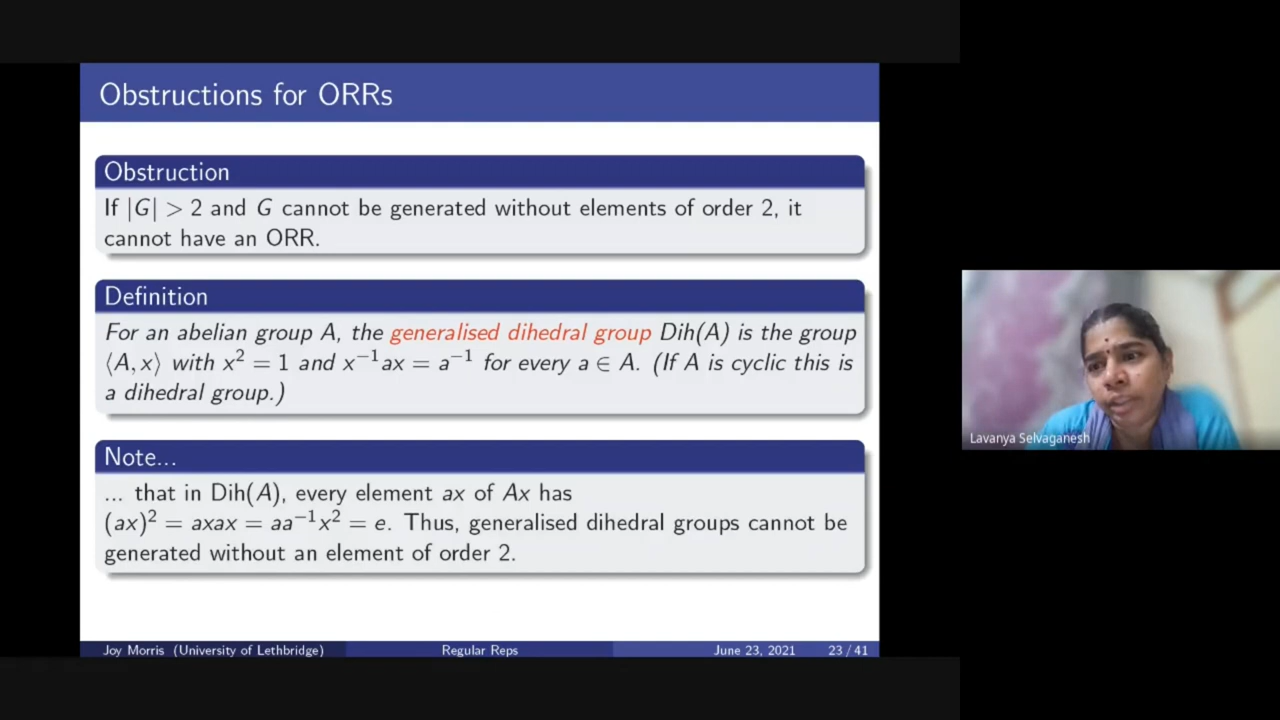 Obstructions for ORRs
Obstruction
If |G| > 2 and G cannot be generated without elements of order 2, it
cannot have an ORR.
Definition
For an abelian group A, the generalised dihedral group Dih(A) is the group
⟨A, x⟩ with x² = 1 and x⁻¹ax = a⁻¹ for every a ∈ A. (If A is cyclic this is
a dihedral group.)
Note...
... that in Dih(A), every element ax of Ax has
(ax)² = axax = aa⁻¹x² = e. Thus, generalised dihedral groups cannot be
generated without an element of order 2.
Joy Morris (University of Lethbridge) Regular Reps June 23, 2021 23 / 41
Lavanya Selvaganesh